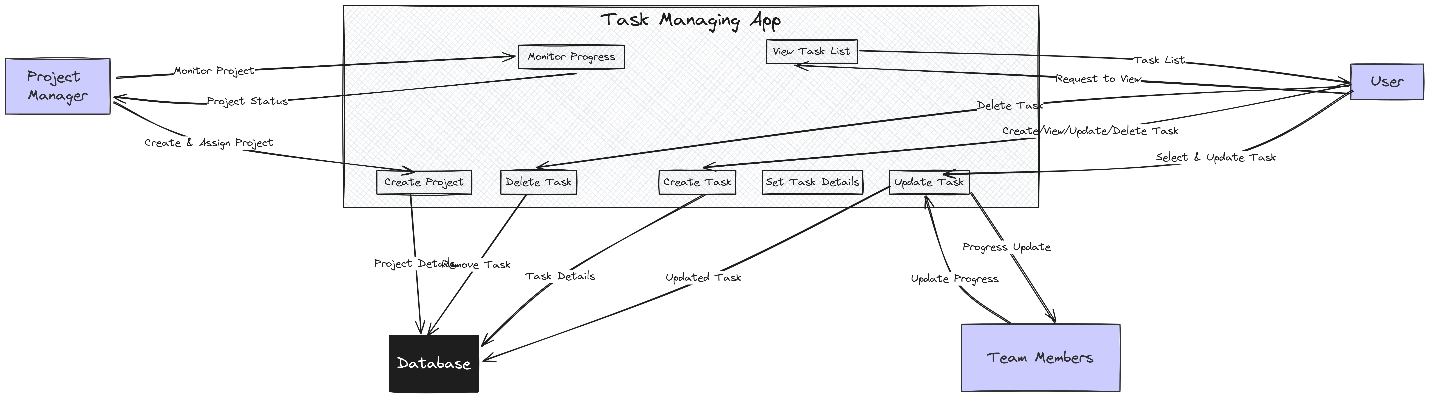 Task Managing App
Monitor Progress
View Task List
Project
Manager
Monitor Project
Task List
Request to View
User
Project Status
Delete Task
Create/View/Update/Delete Task
Create & Assign Project
Select & Update Task
Create Project
Delete Task
Create Task
Set Task Details
Update Task
Progress Update
Project Details
Remove Task
Task Details
Updated Task
Update Progress
Database
Team Members